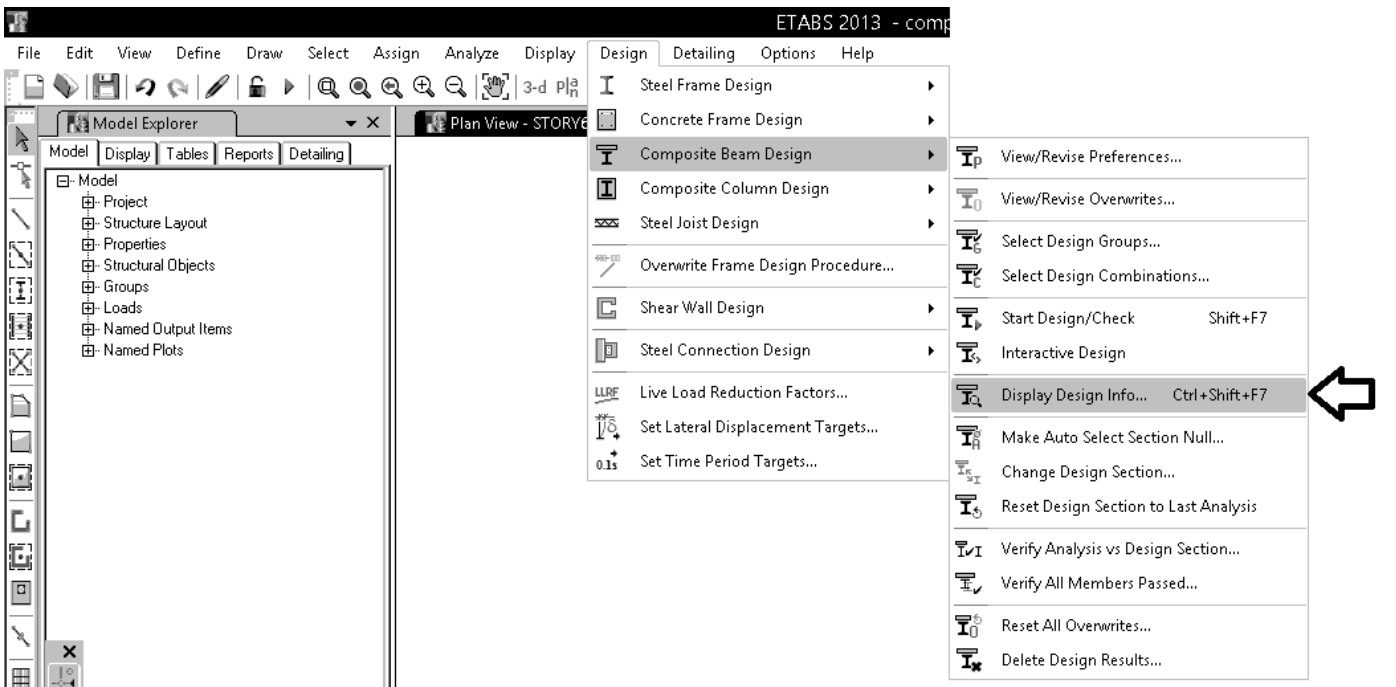 ETABS 2013 - comp
File Edit View Define Draw Select Assign Analyze Display Design Detailing Options Help
3-d
Model Explorer
Plan View - STORY6
Model Display Tables Reports Detailing
Model
Project
Structure Layout
Properties
Structural Objects
Groups
Loads
Named Output Items
Named Plots
Steel Frame Design
Concrete Frame Design
Composite Beam Design
Composite Column Design
Steel Joist Design
Overwrite Frame Design Procedure...
Shear Wall Design
Steel Connection Design
LLRF Live Load Reduction Factors...
Set Lateral Displacement Targets...
0.1s Set Time Period Targets...
View/Revise Preferences...
View/Revise Overwrites...
Select Design Groups...
Select Design Combinations...
Start Design/Check Shift+F7
Interactive Design
Display Design Info... Ctrl+Shift+F7
Make Auto Select Section Null...
Change Design Section...
Reset Design Section to Last Analysis
Verify Analysis vs Design Section...
Verify All Members Passed...
Reset All Overwrites...
Delete Design Results...